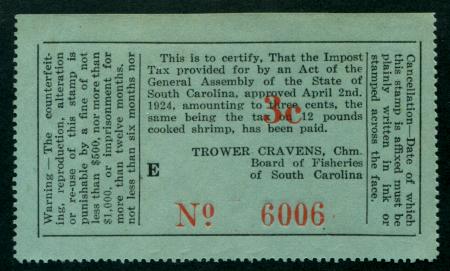 Warning — The counterfeit-
ing, reproduction, alteration
or re-use of this stamp is
punishable by a fine of not
less than $500, nor more than
$1,000, or imprisonment for
more than twelve months,
not less than six months nor
This is to certify, That the Impost
Tax provided for by an Act of the
General Assembly of the State of
South Carolina, approved April 2nd.
1924, amounting to three cents, the
same being the tax on 12 pounds
cooked shrimp, has been paid.
3c
TROWER CRAVENS, Chm.
Board of Fisheries
of South Carolina
E
No 6006
Cancellation—Date of which
this stamp is affixed must be
plainly written in ink or
stamped across the face.